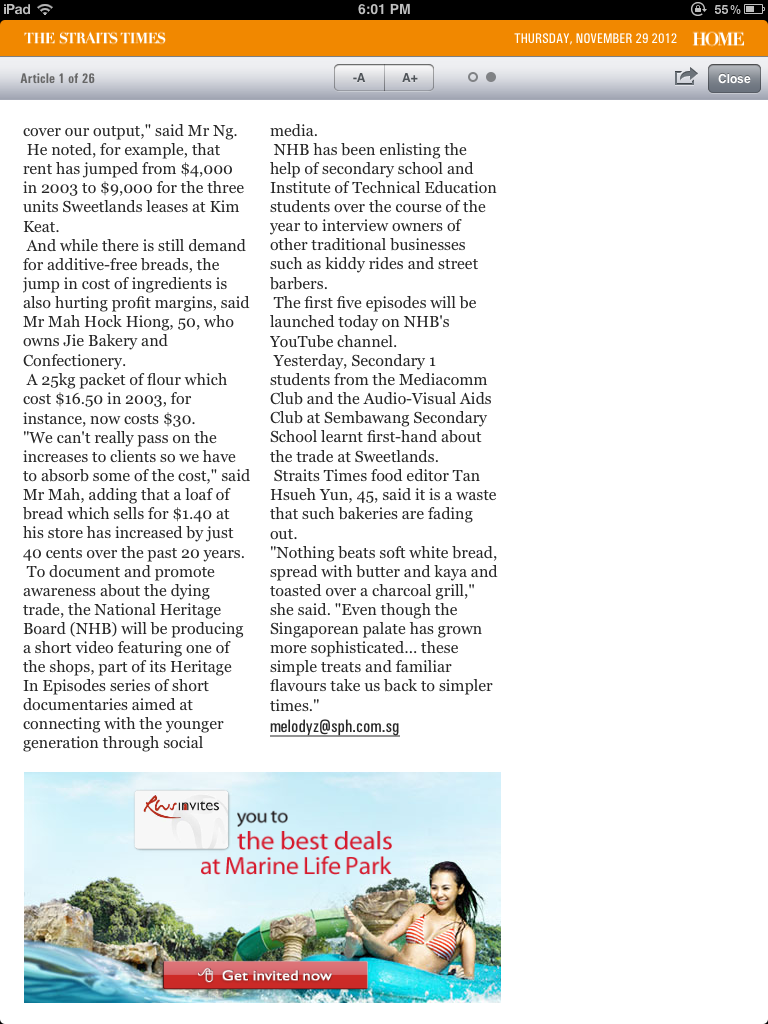 iPad 6:01 PM 55%
THE STRAITS TIMES THURSDAY, NOVEMBER 29 2012 HOME
Article 1 of 26 -A A+ Close
cover our output," said Mr Ng.
He noted, for example, that
rent has jumped from $4,000
in 2003 to $9,000 for the three
units Sweetlands leases at Kim
Keat.
And while there is still demand
for additive-free breads, the
jump in cost of ingredients is
also hurting profit margins, said
Mr Mah Hock Hiong, 50, who
owns Jie Bakery and
Confectionery.
A 25kg packet of flour which
cost $16.50 in 2003, for
instance, now costs $30.
"We can't really pass on the
increases to clients so we have
to absorb some of the cost," said
Mr Mah, adding that a loaf of
bread which sells for $1.40 at
his store has increased by just
40 cents over the past 20 years.
To document and promote
awareness about the dying
trade, the National Heritage
Board (NHB) will be producing
a short video featuring one of
the shops, part of its Heritage
In Episodes series of short
documentaries aimed at
connecting with the younger
generation through social
media.
NHB has been enlisting the
help of secondary school and
Institute of Technical Education
students over the course of the
year to interview owners of
other traditional businesses
such as kiddy rides and street
barbers.
The first five episodes will be
launched today on NHB's
YouTube channel.
Yesterday, Secondary 1
students from the Mediacomm
Club and the Audio-Visual Aids
Club at Sembawang Secondary
School learnt first-hand about
the trade at Sweetlands.
Straits Times food editor Tan
Hsueh Yun, 45, said it is a waste
that such bakeries are fading
out.
"Nothing beats soft white bread,
spread with butter and kaya and
toasted over a charcoal grill,"
she said. "Even though the
Singaporean palate has grown
more sophisticated... these
simple treats and familiar
flavours take us back to simpler
times."
melodyz@sph.com.sg
Rws invites
you to
the best deals
at Marine Life Park
Get invited now